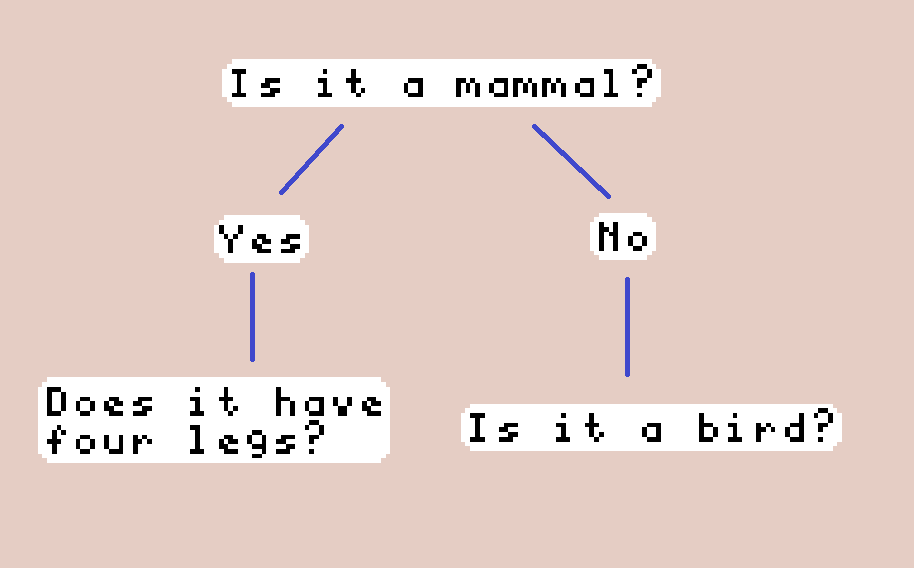 Is it a mammal?
Yes
No
Does it have
four legs?
Is it a bird?